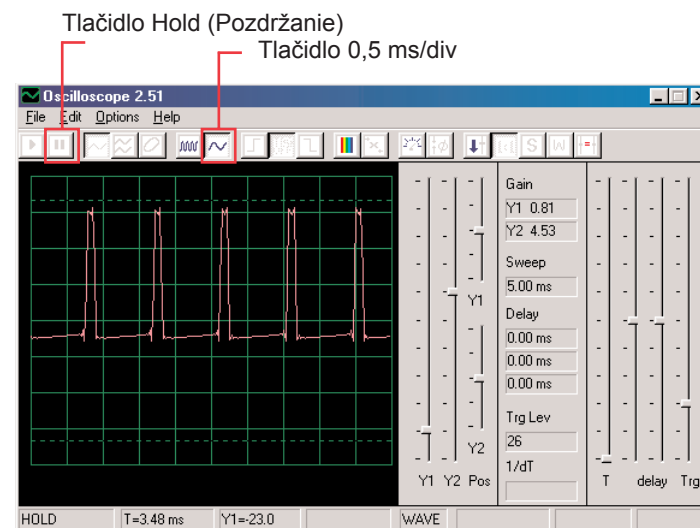 Tlačidlo Hold (Pozdržanie)
Tlačidlo 0,5 ms/div
Oscilloscope 2.51
File Edit Options Help
S W
Gain
Y1 0.81
Y2 4.53
Sweep
5.00 ms
Y1
Delay
0.00 ms
0.00 ms
0.00 ms
Trg Lev
26
Y2
1/dT
Y1 Y2 Pos T delay Trg
HOLD T=3.48 ms Y1=-23.0 WAVE